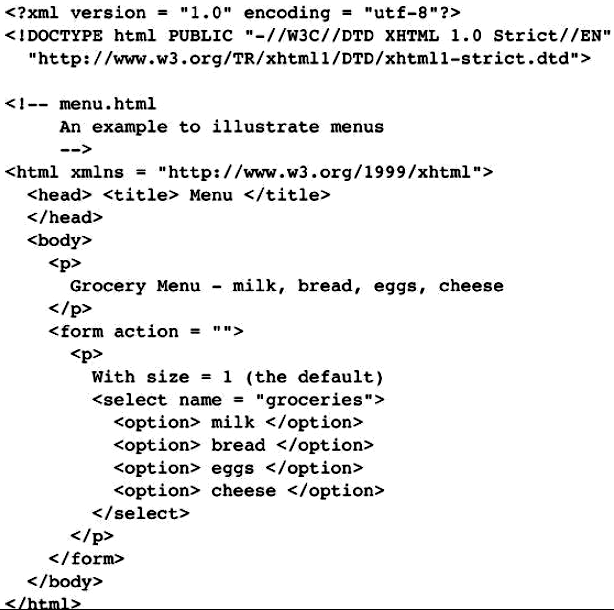 <?xml version = "1.0" encoding = "utf-8"?>
<!DOCTYPE html PUBLIC "-//W3C//DTD XHTML 1.0 Strict//EN"
"http://www.w3.org/TR/xhtml1/DTD/xhtml1-strict.dtd">
<!-- menu.html
An example to illustrate menus
-->
<html xmlns = "http://www.w3.org/1999/xhtml">
<head> <title> Menu </title>
</head>
<body>
<p>
Grocery Menu - milk, bread, eggs, cheese
</p>
<form action = "">
<p>
With size = 1 (the default)
<select name = "groceries">
<option> milk </option>
<option> bread </option>
<option> eggs </option>
<option> cheese </option>
</select>
</p>
</form>
</body>
</html>